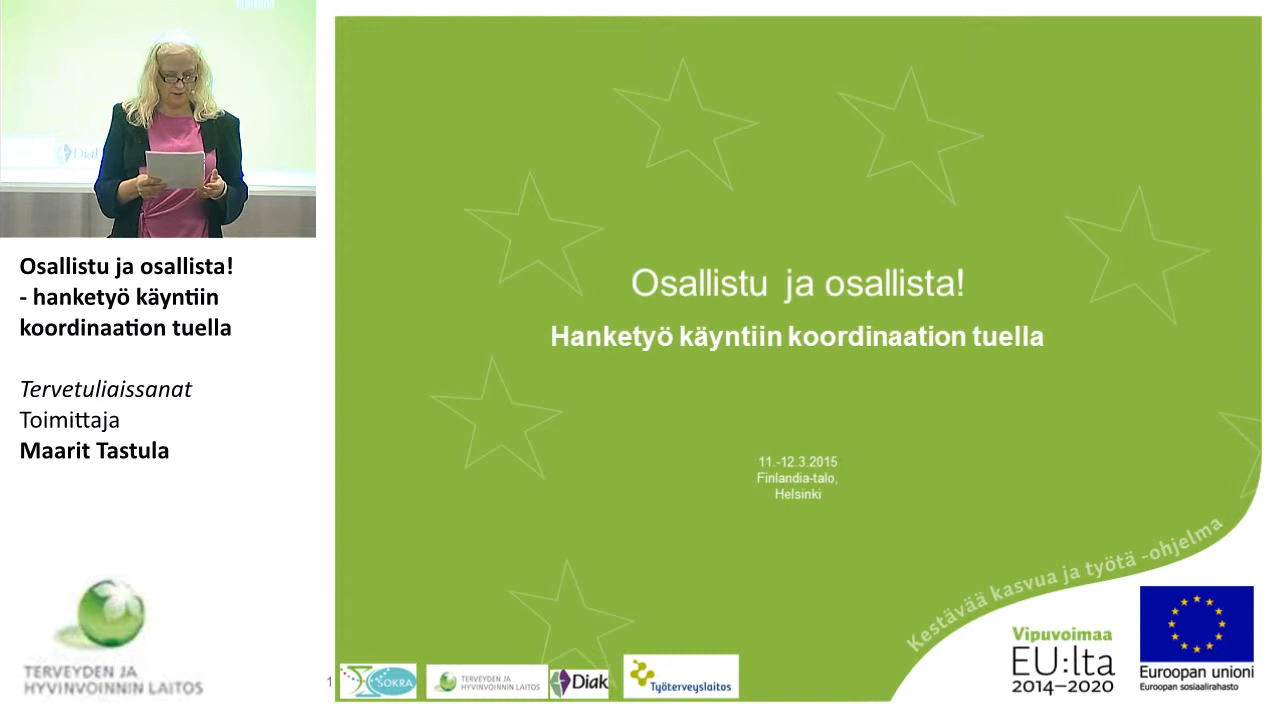 Diak
Osallistu ja osallista!
- hanketyö käyntiin
koordinaation tuella
Tervetuliaissanat
Toimittaja
Maarit Tastula
TERVEYDEN JA
HYVINVOINNIN LAITOS
Osallistu ja osallista!
Hanketyö käyntiin koordinaation tuella
11.-12.3.2015
Finlandia-talo,
Helsinki
Kestävää kasvua ja työtä -ohjelma
Vipuvoimaa
EU:lta
2014–2020
Euroopan unioni
Euroopan sosiaalirahasto
1
SOKRA
TERVEYDEN JA
HYVINVOINNIN LAITOS
Diak
Työterveyslaitos